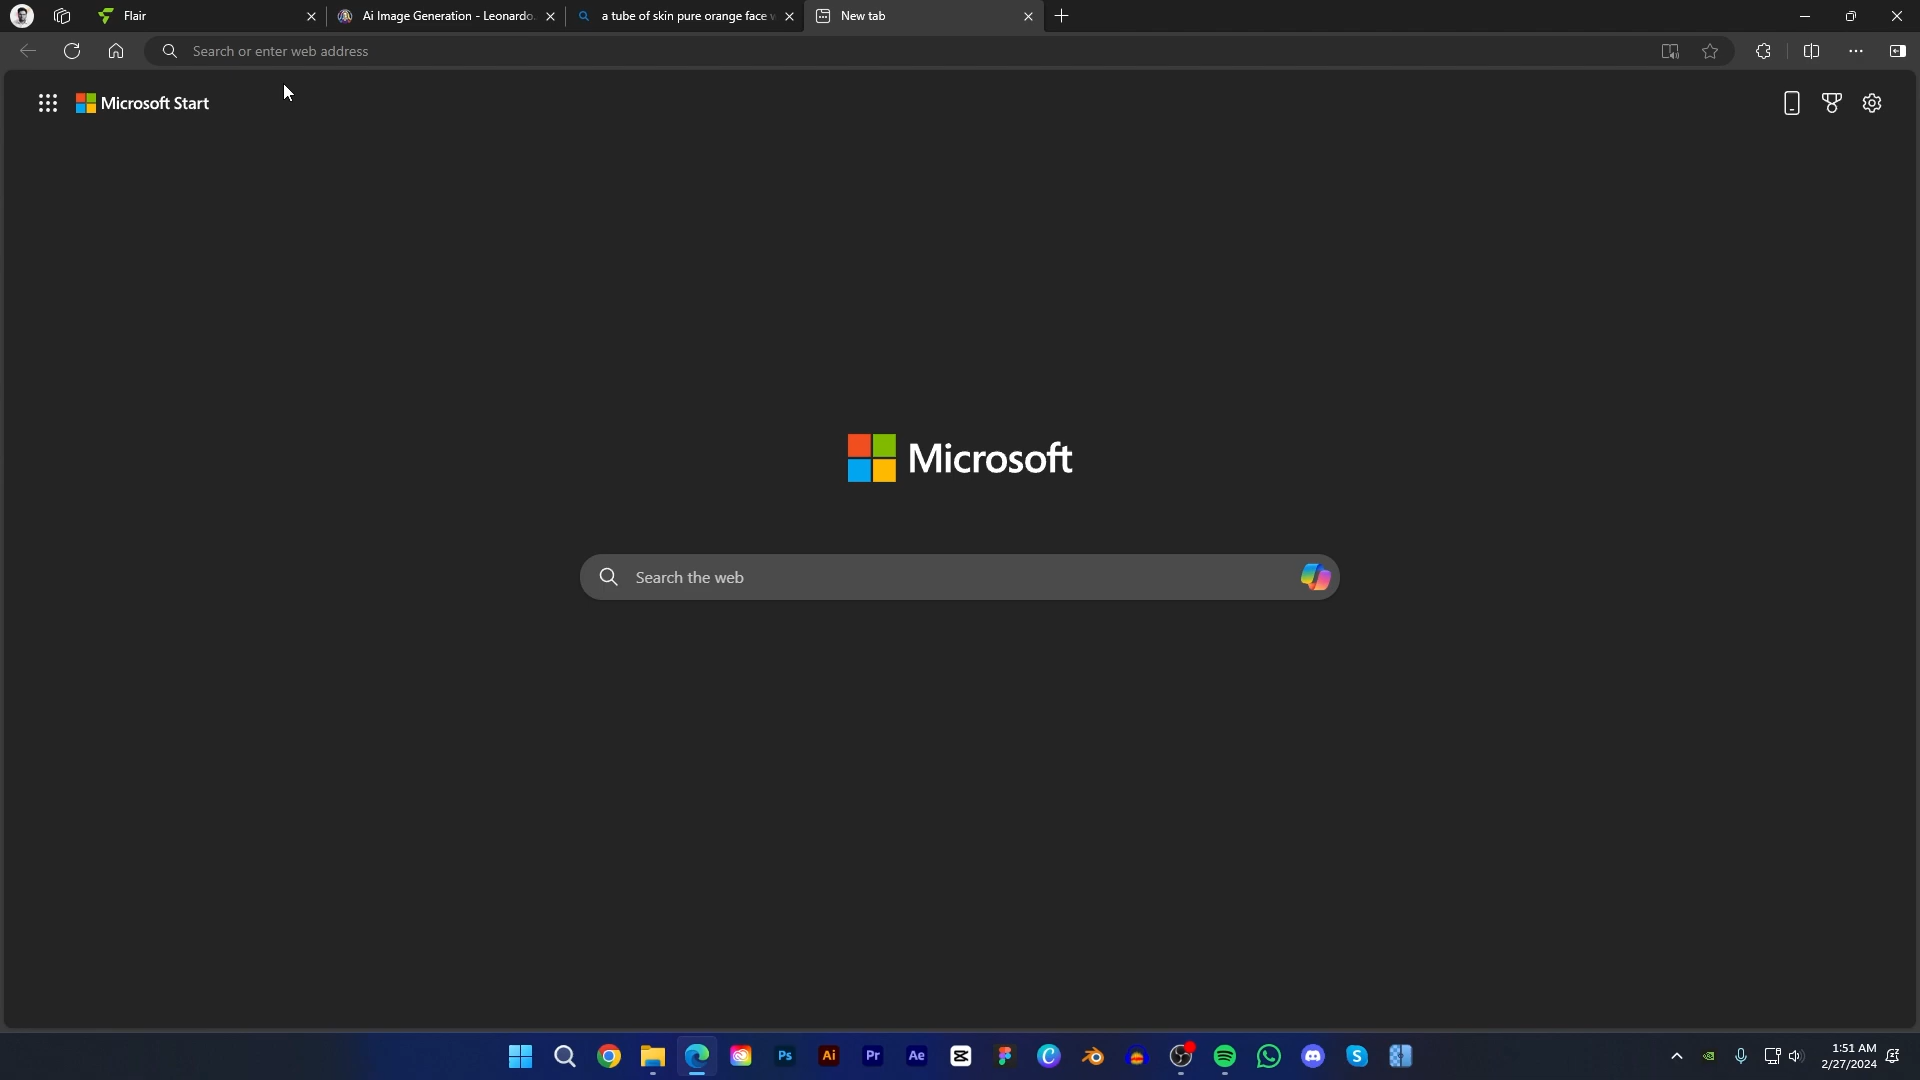 Flair
Ai Image Generation - Leonardo.
a tube of skin pure orange face w
New tab
Search or enter web address
Microsoft Start
Microsoft
Search the web
Ps
Ai
Pr
Ae
1:51 AM
2/27/2024